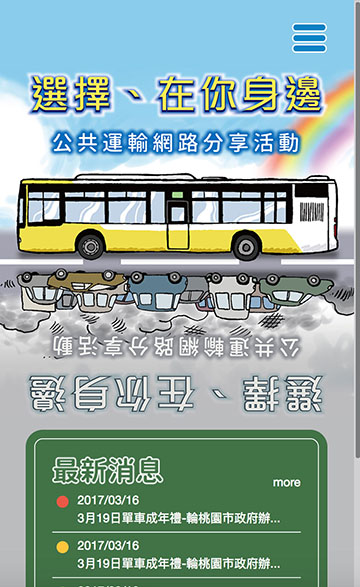 選擇、在你身邊
公共運輸網路分享活動
公共運輸網路分享活動
選擇、在你身邊
最新消息
more
2017/03/16
3月19日單車成年禮-輪桃園市政府辦...
2017/03/16
3月19日單車成年禮-輪桃園市政府辦...